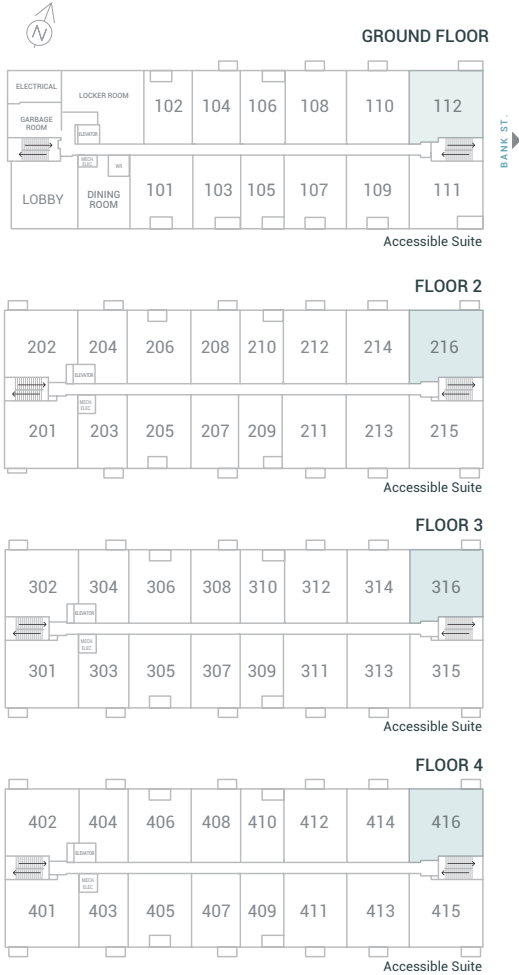 N
GROUND FLOOR
ELECTRICAL
LOCKER ROOM
GARBAGE
ROOM
ELEVATOR
102 104 106 108 110 112
BANK ST.
MECH.
ELEC.
WR
LOBBY
DINING
ROOM
101 103 105 107 109 111
Accessible Suite
FLOOR 2
202 204 206 208 210 212 214 216
ELEVATOR
MECH.
ELEC.
201 203 205 207 209 211 213 215
Accessible Suite
FLOOR 3
302 304 306 308 310 312 314 316
ELEVATOR
MECH.
ELEC.
301 303 305 307 309 311 313 315
Accessible Suite
FLOOR 4
402 404 406 408 410 412 414 416
ELEVATOR
MECH.
ELEC.
401 403 405 407 409 411 413 415
Accessible Suite